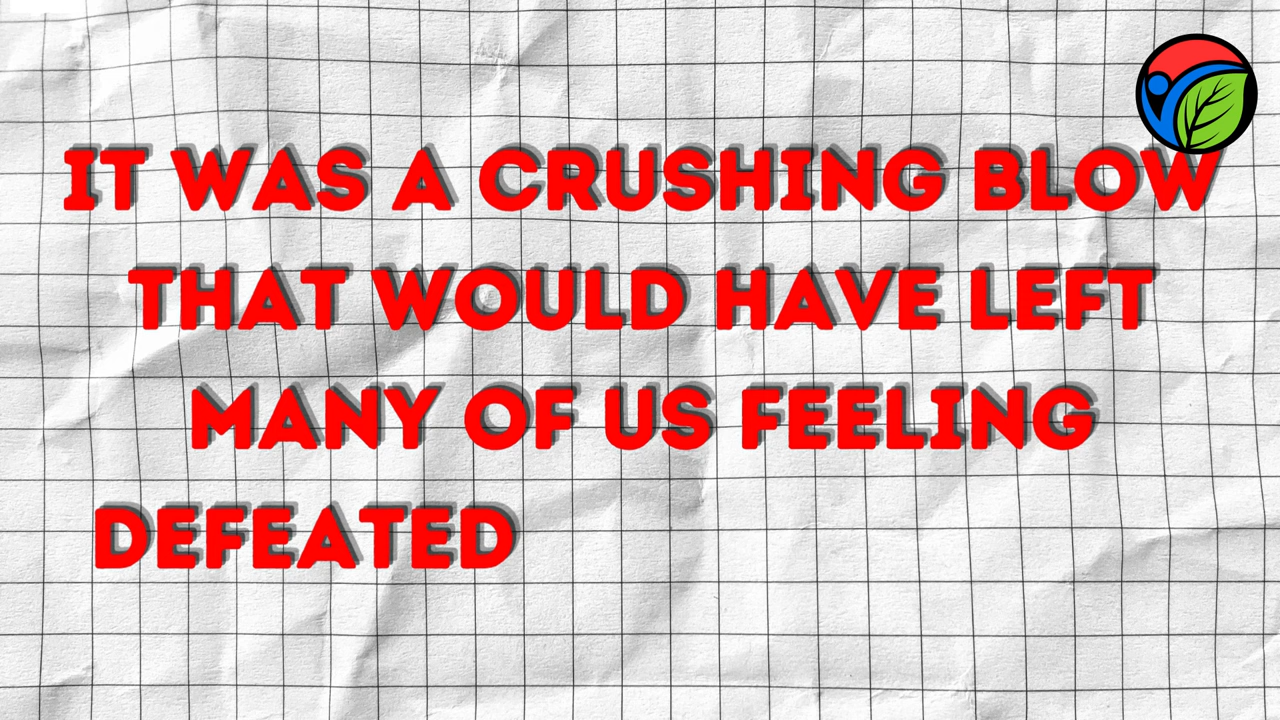 IT WAS A CRUSHING BLOW
THAT WOULD HAVE LEFT
MANY OF US FEELING
DEFEATED